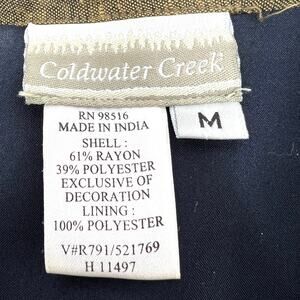 Coldwater Creek
M
RN 98516
MADE IN INDIA
SHELL :
61% RAYON
39% POLYESTER
EXCLUSIVE OF
DECORATION
LINING :
100% POLYESTER
V#R791/521769
H 11497